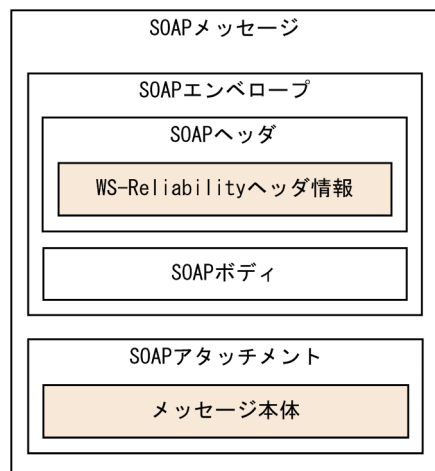 SOAPメッセージ
SOAPエンベロープ
SOAPヘッダ
WS-Reliabilityヘッダ情報
SOAPボディ
SOAPアタッチメント
メッセージ本体